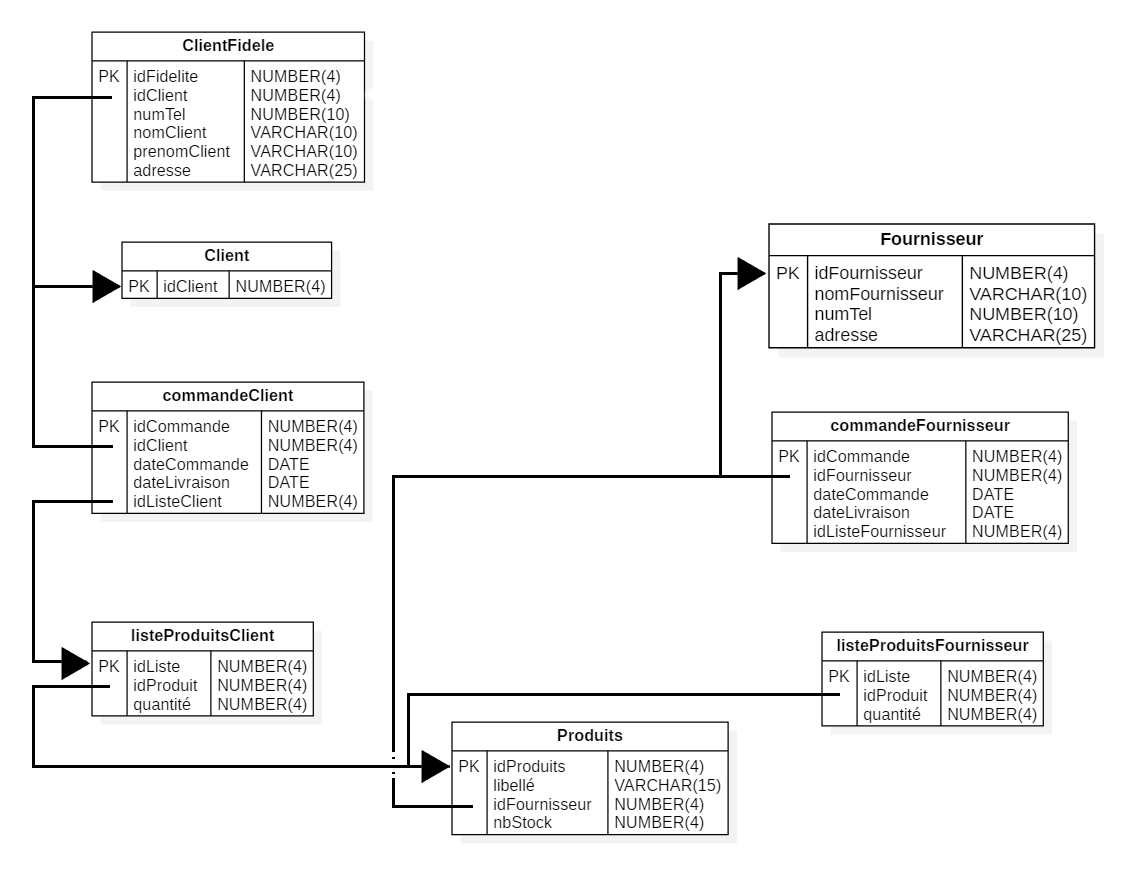 ClientFidele
PK idFidelite NUMBER(4)
idClient NUMBER(4)
numTel NUMBER(10)
nomClient VARCHAR(10)
prenomClient VARCHAR(10)
adresse VARCHAR(25)
Client
PK idClient NUMBER(4)
Fournisseur
PK idFournisseur NUMBER(4)
nomFournisseur VARCHAR(10)
numTel NUMBER(10)
adresse VARCHAR(25)
commandeClient
PK idCommande NUMBER(4)
idClient NUMBER(4)
dateCommande DATE
dateLivraison DATE
idListeClient NUMBER(4)
commandeFournisseur
PK idCommande NUMBER(4)
idFournisseur NUMBER(4)
dateCommande DATE
dateLivraison DATE
idListeFournisseur NUMBER(4)
listeProduitsClient
PK idListe NUMBER(4)
idProduit NUMBER(4)
quantité NUMBER(4)
listeProduitsFournisseur
PK idListe NUMBER(4)
idProduit NUMBER(4)
quantité NUMBER(4)
Produits
PK idProduits NUMBER(4)
libellé VARCHAR(15)
idFournisseur NUMBER(4)
nbStock NUMBER(4)